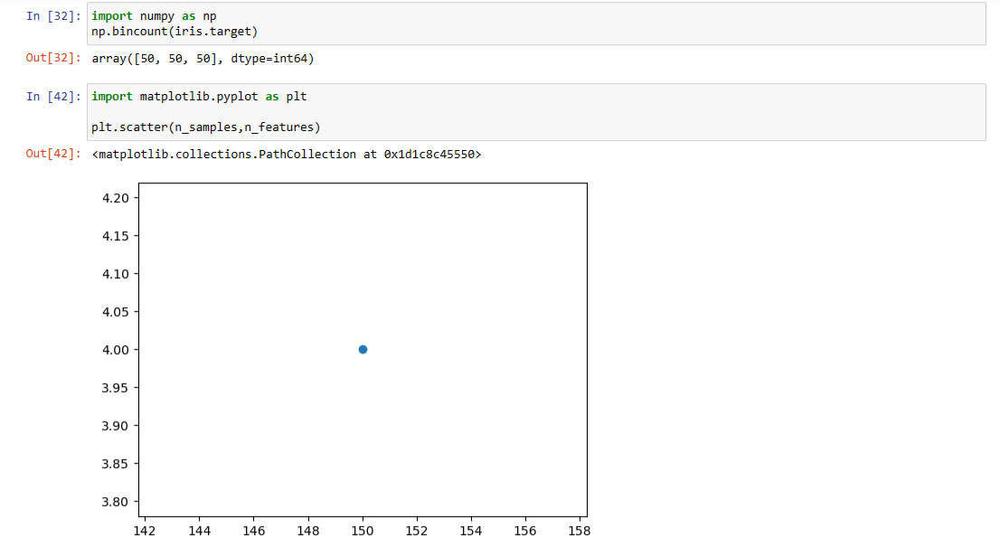 In [32]: import numpy as np
np.bincount(iris.target)
Out[32]: array([50, 50, 50], dtype=int64)
In [42]: import matplotlib.pyplot as plt
plt.scatter(n_samples,n_features)
Out[42]: <matplotlib.collections.PathCollection at 0x1d1c8c45550>
4.20
4.15
4.10
4.05
4.00
3.95
3.90
3.85
3.80
142 144 146 148 150 152 154 156 158